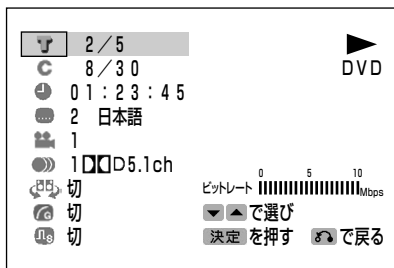 T 2/5
C 8/30
DVD
01:23:45
.... 2 日本語
1
1 DD D5.1ch
0 5 10
切 ビットレート Mbps
G 切 ▼▲で選び
S 切 決定を押す で戻る